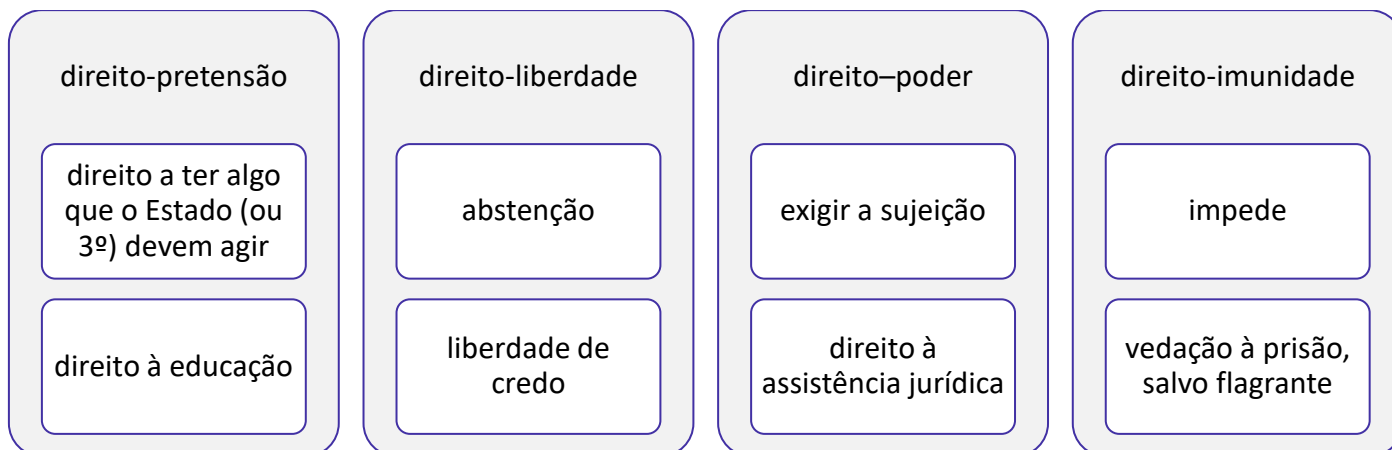 direito-pretensão
direito a ter algo
que o Estado (ou
3º) devem agir
direito à educação
direito-liberdade
abstenção
liberdade de
credo
direito–poder
exigir a sujeição
direito à
assistência jurídica
direito-imunidade
impede
vedação à prisão,
salvo flagrante